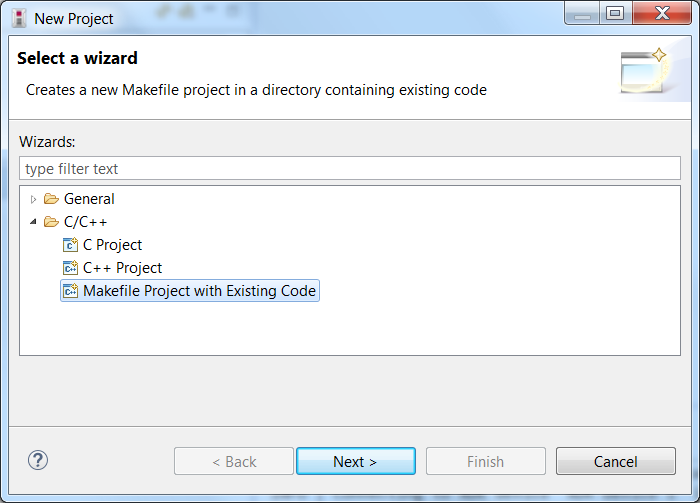 New Project
Select a wizard
Creates a new Makefile project in a directory containing existing code
Wizards:
type filter text
General
C/C++
C Project
C++ Project
Makefile Project with Existing Code
? < Back Next > Finish Cancel